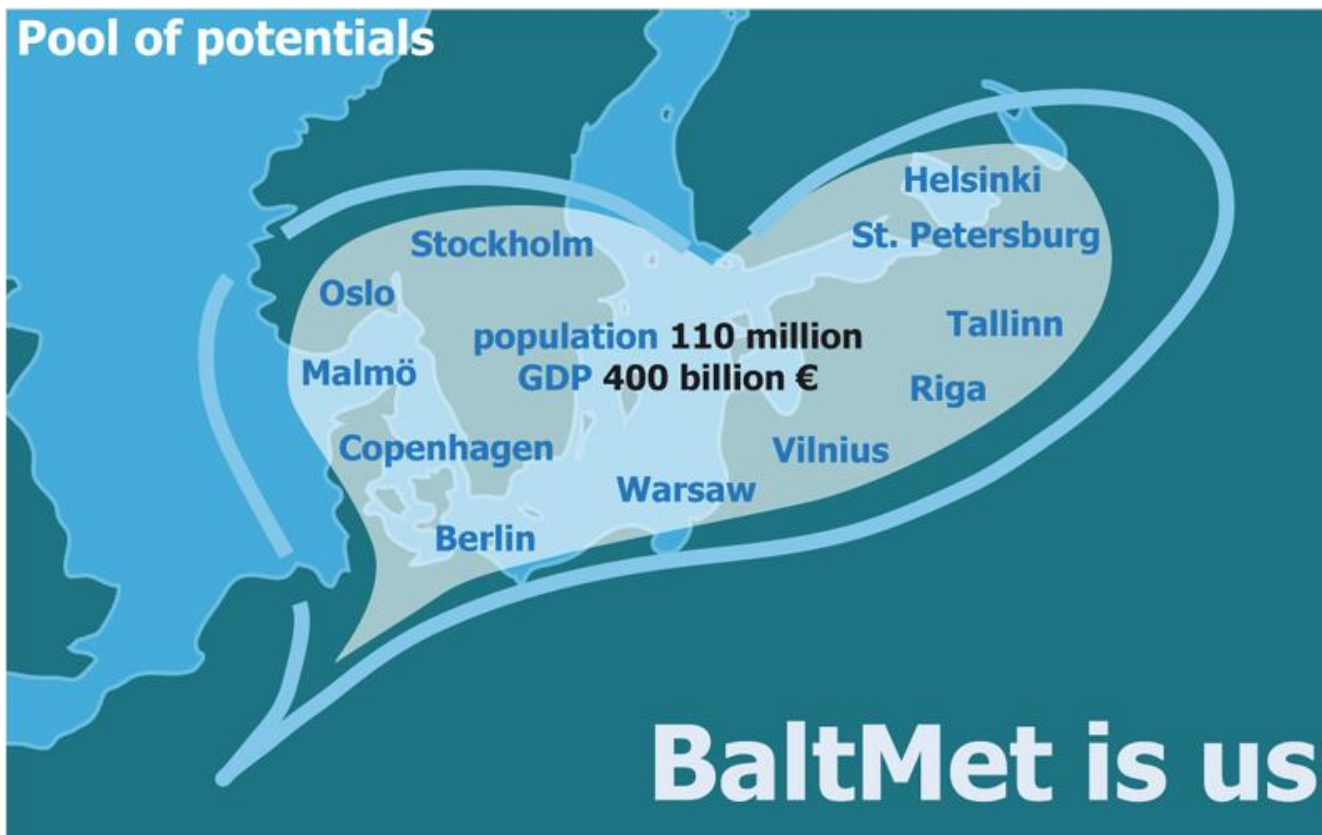 Pool of potentials
Helsinki
Stockholm
St. Petersburg
Oslo
Tallinn
population 110 million
Malmö
GDP 400 billion €
Riga
Copenhagen
Vilnius
Warsaw
Berlin
BaltMet is us